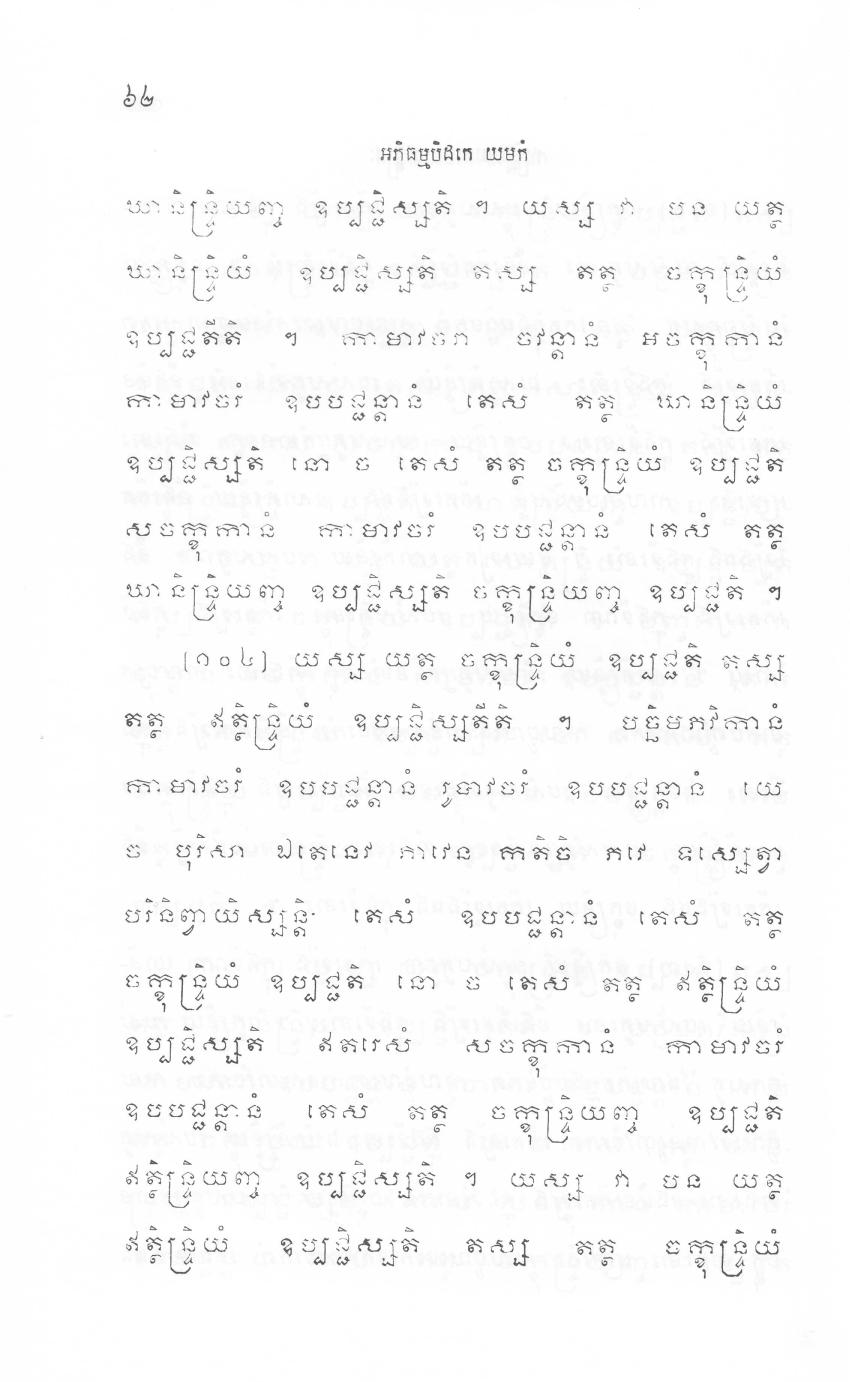 ៦២
អភិធម្មបិដកេ យមកំ
ឃានិន្ទ្រិយញ្ច ឧប្បជ្ជិស្សតិ ។ យស្ស វា បន យត្ថ
ឃានិន្ទ្រិយំ ឧប្បជ្ជិស្សតិ តស្ស តត្ថ ចក្ខុន្ទ្រិយំ
ឧប្បជ្ជតីតិ ។ កាមាវចរា ចវន្តានំ អចក្ខុកានំ
កាមាវចរំ ឧបបជ្ជន្តានំ តេសំ តត្ថ ឃានិន្ទ្រិយំ
ឧប្បជ្ជិស្សតិ នោ ច តេសំ តត្ថ ចក្ខុន្ទ្រិយំ ឧប្បជ្ជតិ
សចក្ខុកានំ កាមាវចរំ ឧបបជ្ជន្តានំ តេសំ តត្ថ
ឃានិន្ទ្រិយញ្ច ឧប្បជ្ជិស្សតិ ចក្ខុន្ទ្រិយញ្ច ឧប្បជ្ជតិ ។
(១០៤) យស្ស យត្ថ ចក្ខុន្ទ្រិយំ ឧប្បជ្ជតិ តស្ស
តត្ថ ឥត្ថិន្ទ្រិយំ ឧប្បជ្ជិស្សតីតិ ។ បច្ឆិមភវិកានំ
កាមាវចរំ ឧបបជ្ជន្តានំ រូបាវចរំ ឧបបជ្ជន្តានំ យេ
ច បុរិសា ឯតេនេវ ភាវេន កតិចិ ភវេ ទស្សេត្វា
បរិនិព្វាយិស្សន្តិ តេសំ ឧបបជ្ជន្តានំ តេសំ តត្ថ
ចក្ខុន្ទ្រិយំ ឧប្បជ្ជតិ នោ ច តេសំ តត្ថ ឥត្ថិន្ទ្រិយំ
ឧប្បជ្ជិស្សតិ ឥតរេសំ សចក្ខុកានំ កាមាវចរំ
ឧបបជ្ជន្តានំ តេសំ តត្ថ ចក្ខុន្ទ្រិយញ្ច ឧប្បជ្ជតិ
ឥត្ថិន្ទ្រិយញ្ច ឧប្បជ្ជិស្សតិ ។ យស្ស វា បន យត្ថ
ឥត្ថិន្ទ្រិយំ ឧប្បជ្ជិស្សតិ តស្ស តត្ថ ចក្ខុន្ទ្រិយំ